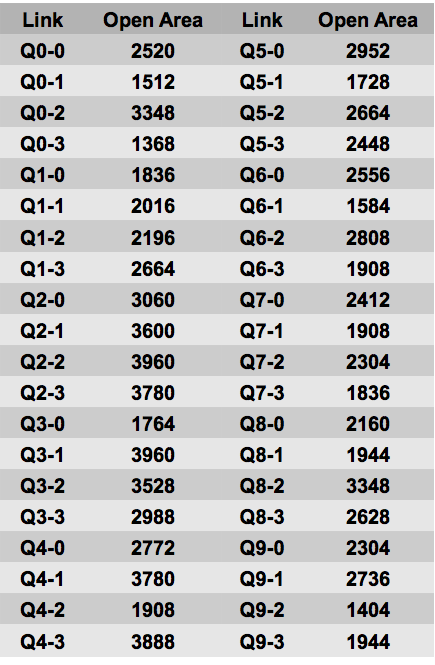 Link Open Area Link Open Area
Q0-0 2520 Q5-0 2952
Q0-1 1512 Q5-1 1728
Q0-2 3348 Q5-2 2664
Q0-3 1368 Q5-3 2448
Q1-0 1836 Q6-0 2556
Q1-1 2016 Q6-1 1584
Q1-2 2196 Q6-2 2808
Q1-3 2664 Q6-3 1908
Q2-0 3060 Q7-0 2412
Q2-1 3600 Q7-1 1908
Q2-2 3960 Q7-2 2304
Q2-3 3780 Q7-3 1836
Q3-0 1764 Q8-0 2160
Q3-1 3960 Q8-1 1944
Q3-2 3528 Q8-2 3348
Q3-3 2988 Q8-3 2628
Q4-0 2772 Q9-0 2304
Q4-1 3780 Q9-1 2736
Q4-2 1908 Q9-2 1404
Q4-3 3888 Q9-3 1944